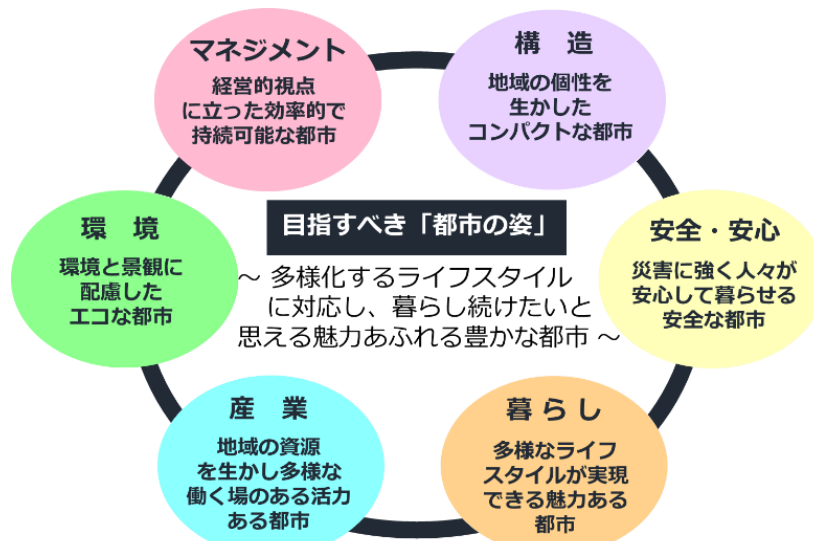 マネジメント
経営的視点
に立った効率的で
持続可能な都市
構　造
地域の個性を
生かした
コンパクトな都市
環　境
環境と景観に
配慮した
エコな都市
目指すべき「都市の姿」
～ 多様化するライフスタイル
に対応し、暮らし続けたいと
思える魅力あふれる豊かな都市 ～
安全・安心
災害に強く人々が
安心して暮らせる
安全な都市
産　業
地域の資源
を生かし多様な
働く場のある活力
ある都市
暮 ら し
多様なライフ
スタイルが実現
できる魅力ある
都市